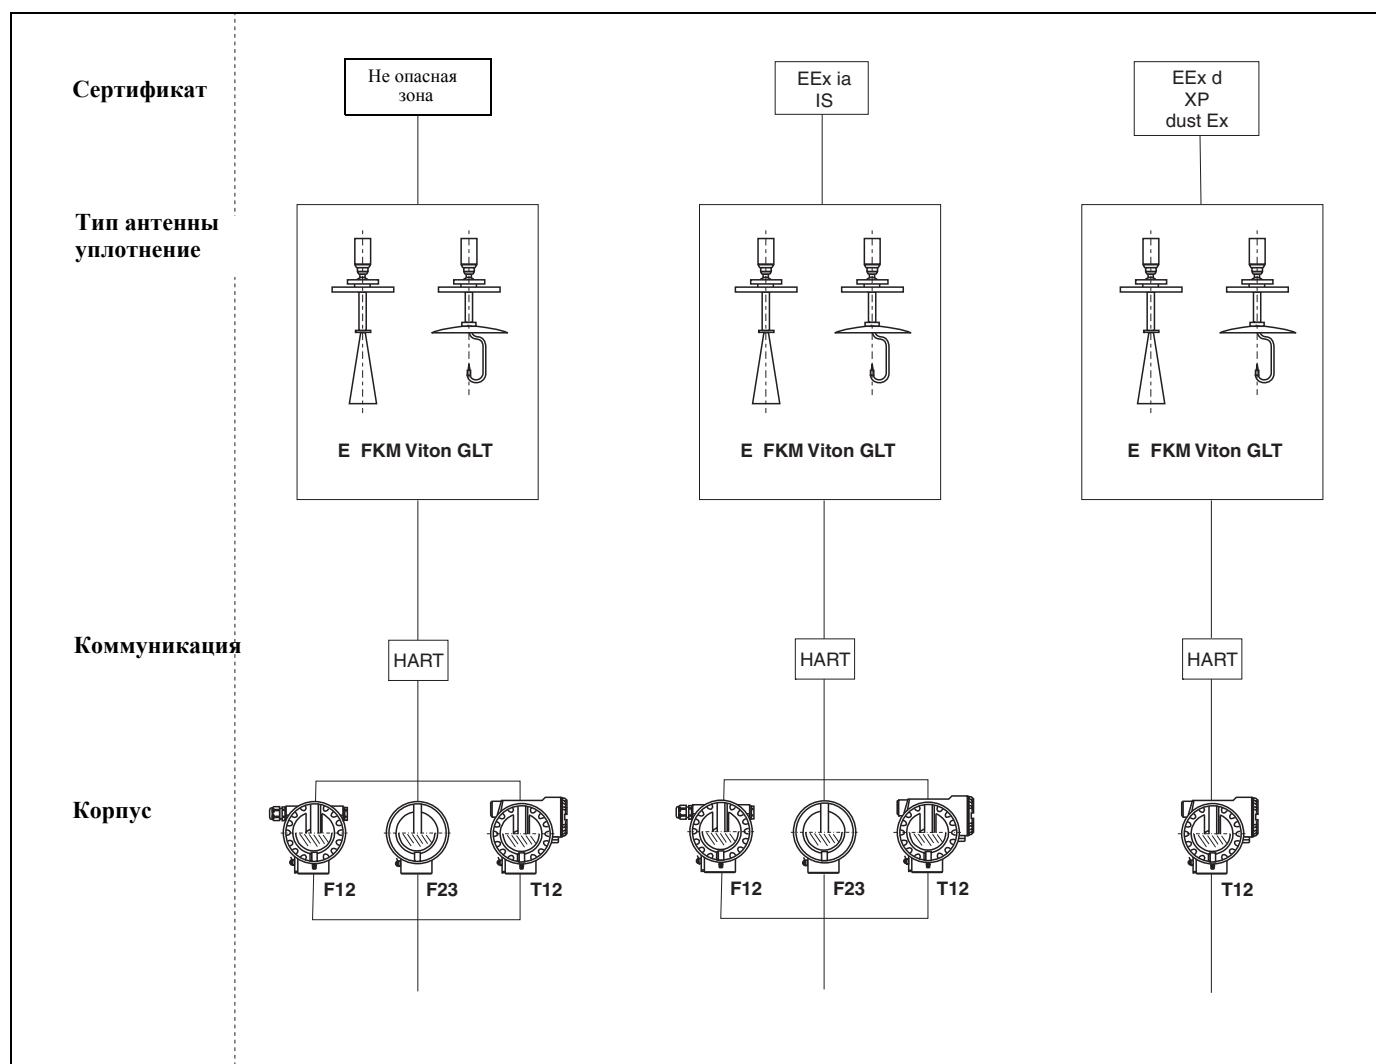 Сертификат
Не опасная
зона
EEx ia
IS
EEx d
XP
dust Ex
Тип антенны
уплотнение
E FKM Viton GLT
E FKM Viton GLT
E FKM Viton GLT
Коммуникация
HART
HART
HART
Корпус
F12
F23
T12
F12
F23
T12
T12